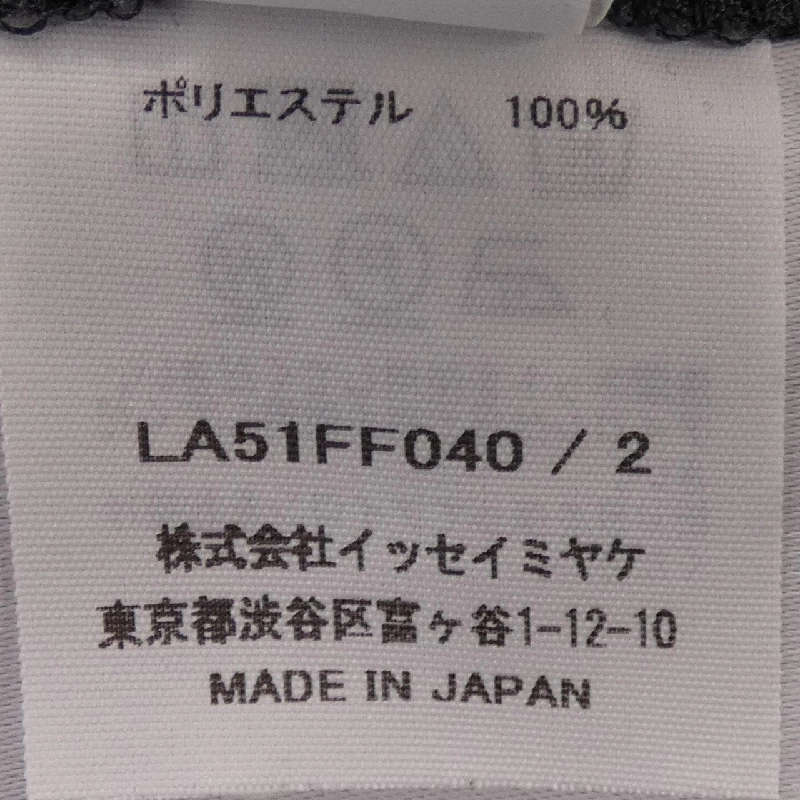 ポリエステル 100%
LA51FF040 / 2
株式会社イッセイミヤケ
東京都渋谷区富ヶ谷1-12-10
MADE IN JAPAN